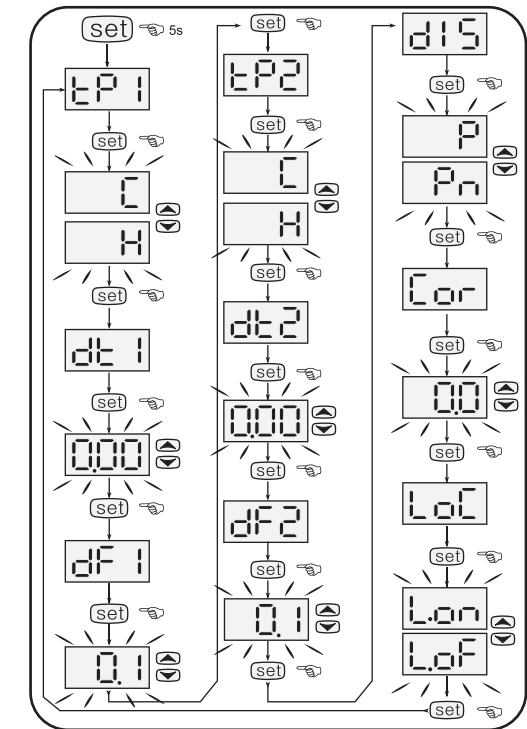 set 5s
tP1
set
C
H
set
dt1
set
0.00
set
dF1
set
0.1
set
tP2
set
C
H
set
dt2
set
0.00
set
dF2
set
0.1
set
dIS
set
P
Pn
set
Cor
set
0.0
set
LoC
set
L.on
L.oF
set